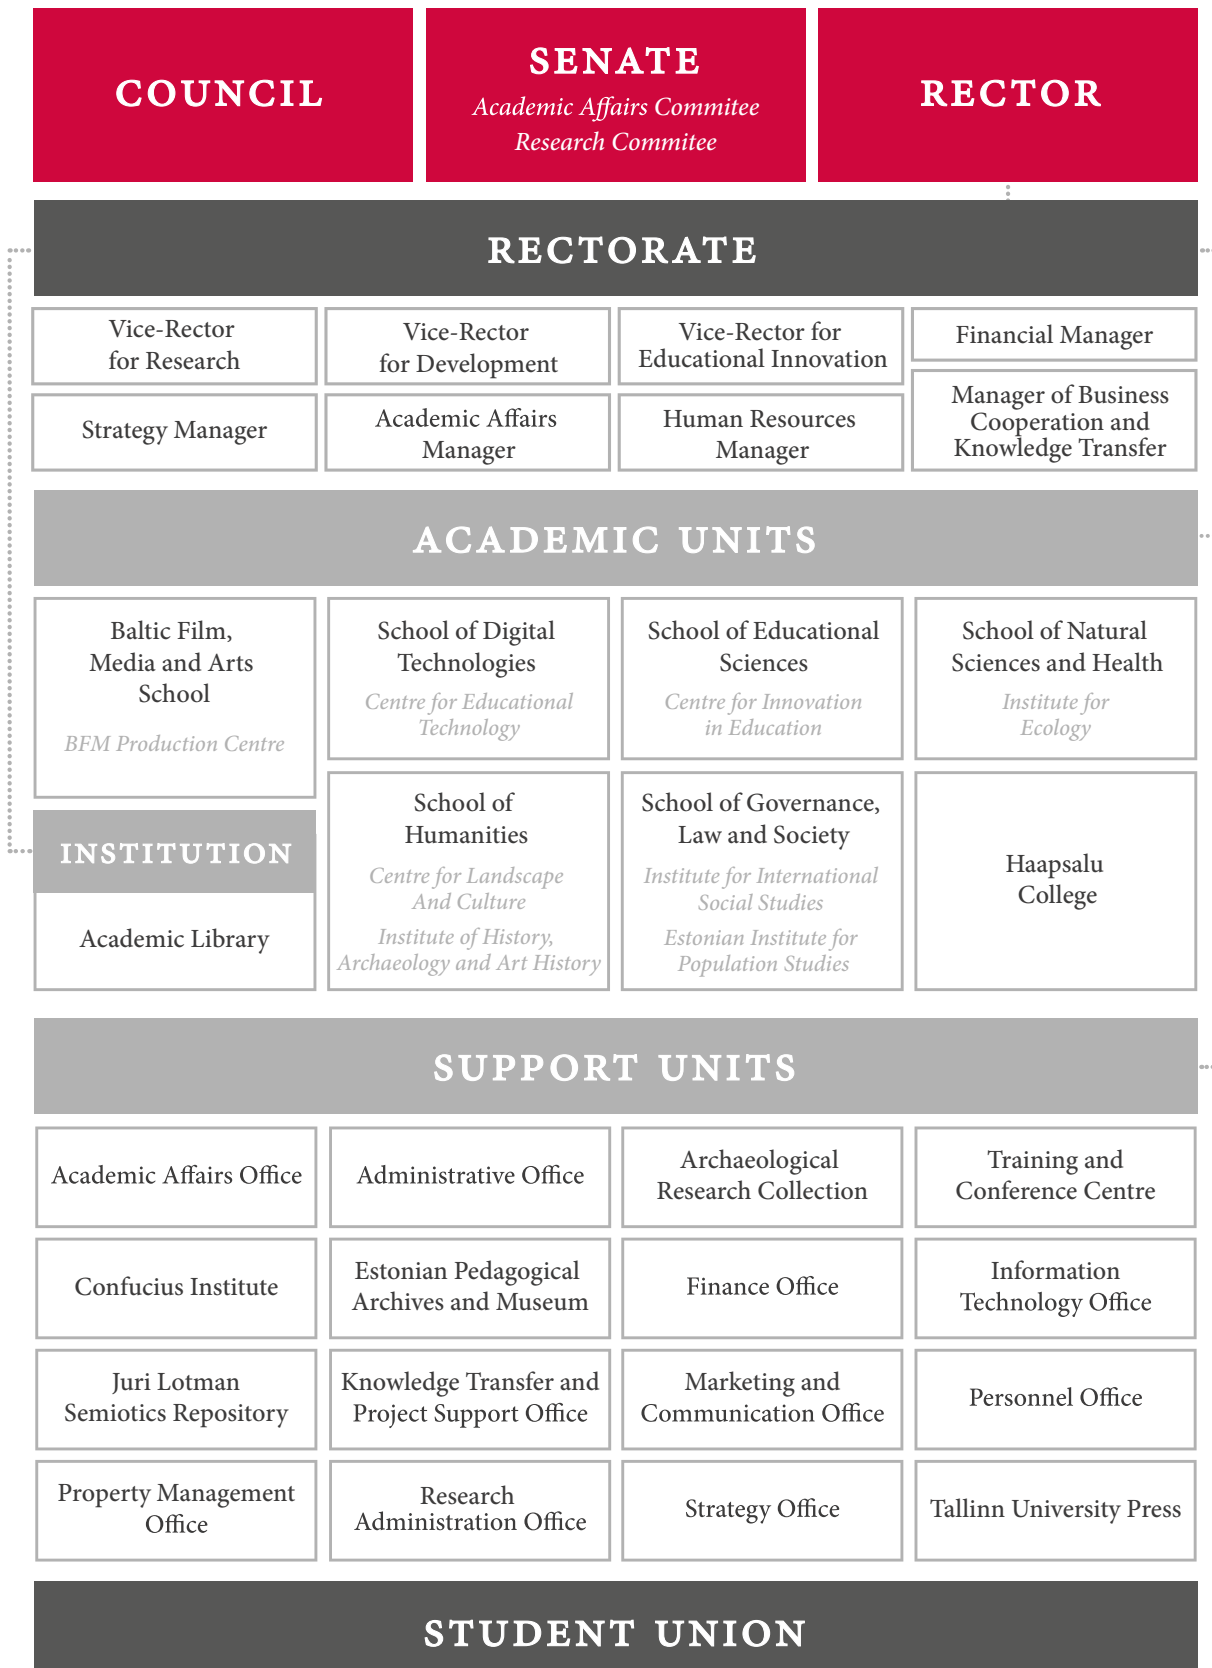 COUNCIL
SENATE
Academic Affairs Commitee
Research Commitee
RECTOR
RECTORATE
Vice-Rector
for Research
Vice-Rector
for Development
Vice-Rector for
Educational Innovation
Financial Manager
Strategy Manager
Academic Affairs
Manager
Human Resources
Manager
Manager of Business
Cooperation and
Knowledge Transfer
ACADEMIC UNITS
Baltic Film,
Media and Arts
School
BFM Production Centre
School of Digital
Technologies
Centre for Educational
Technology
School of Educational
Sciences
Centre for Innovation
in Education
School of Natural
Sciences and Health
Institute for
Ecology
INSTITUTION
Academic Library
School of
Humanities
Centre for Landscape
And Culture
Institute of History,
Archaeology and Art History
School of Governance,
Law and Society
Institute for International
Social Studies
Estonian Institute for
Population Studies
Haapsalu
College
SUPPORT UNITS
Academic Affairs Office
Administrative Office
Archaeological
Research Collection
Training and
Conference Centre
Confucius Institute
Estonian Pedagogical
Archives and Museum
Finance Office
Information
Technology Office
Juri Lotman
Semiotics Repository
Knowledge Transfer and
Project Support Office
Marketing and
Communication Office
Personnel Office
Property Management
Office
Research
Administration Office
Strategy Office
Tallinn University Press
STUDENT UNION